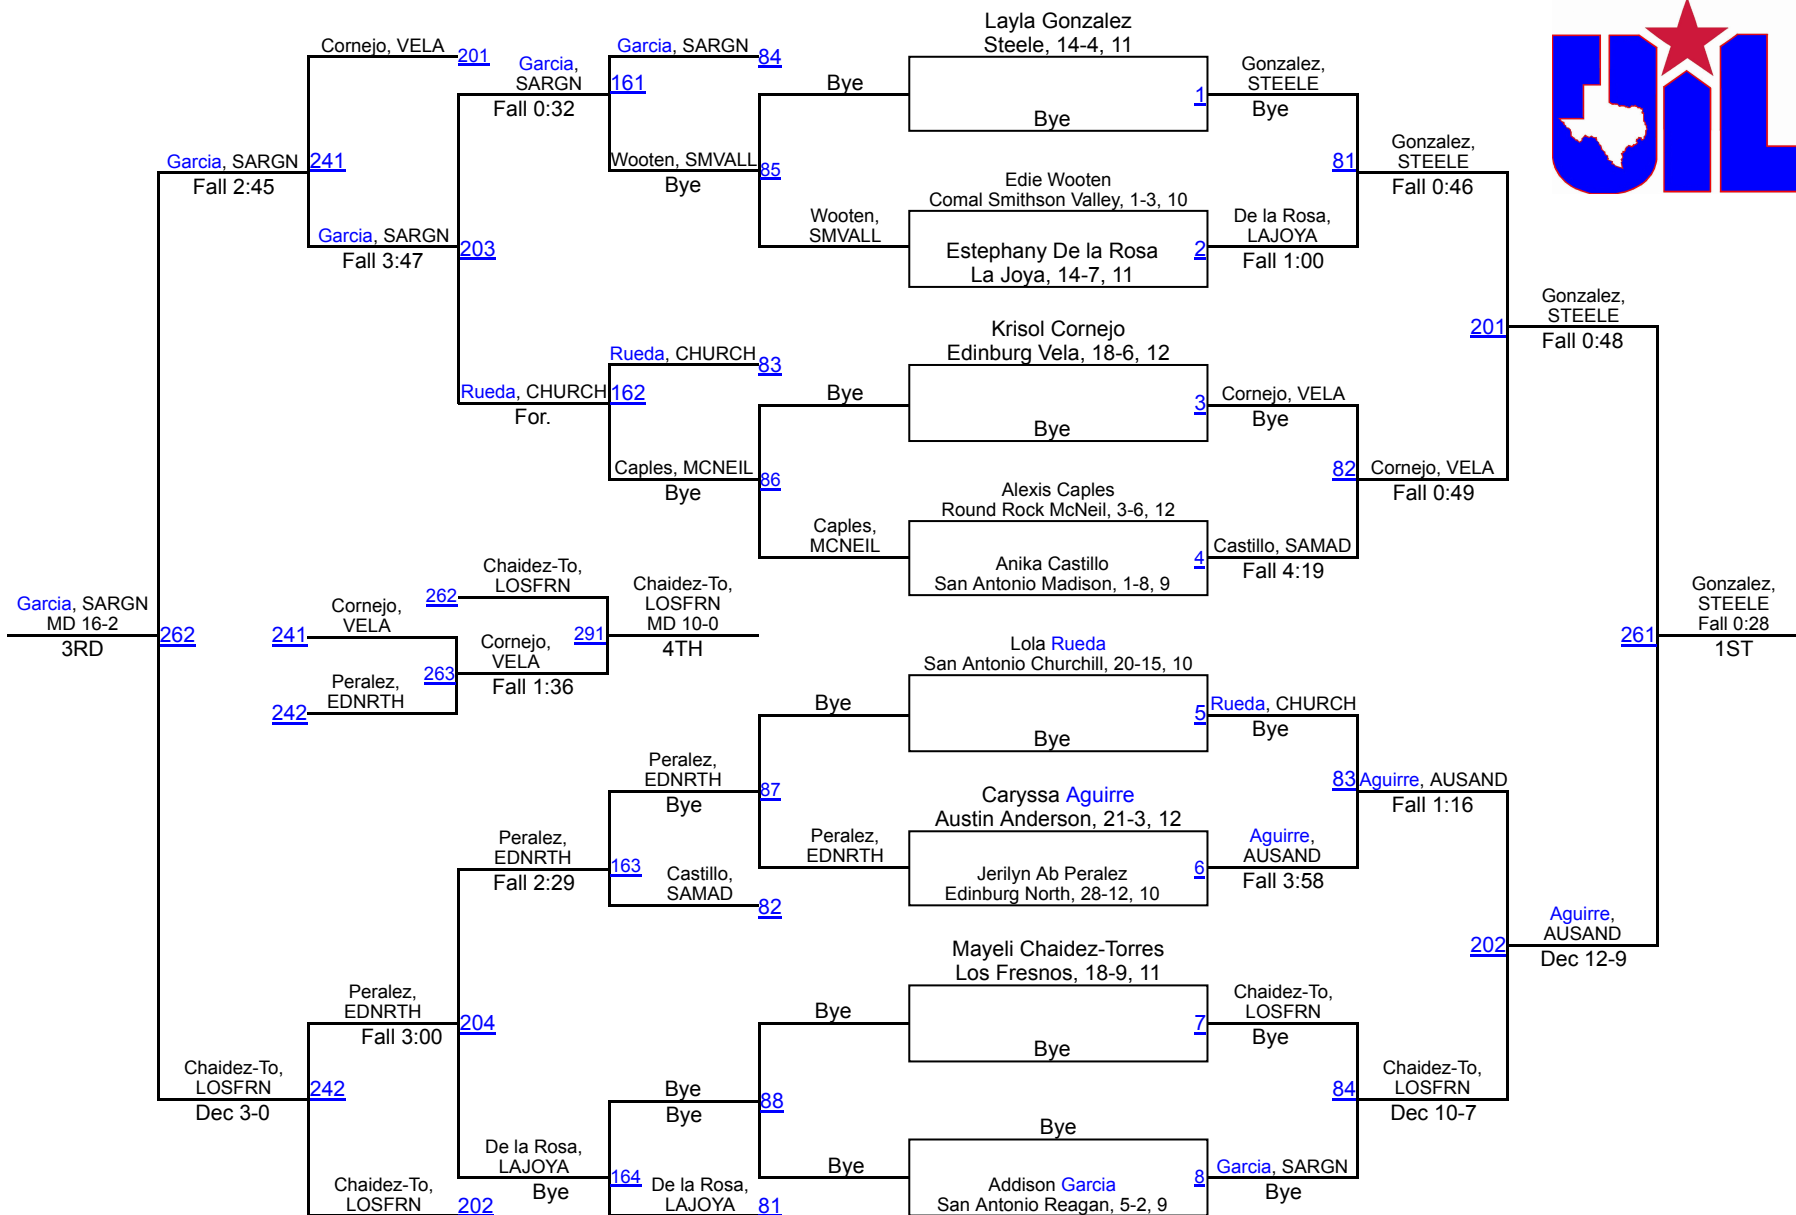 Cornejo, VELA
201
Garcia, SARGN
241
Fall 2:45
Garcia, SARGN
203
Fall 3:47
Garcia,
SARGN
161
Fall 0:32
Garcia, SARGN
84
Wooten, SMVALL
85
Bye
Bye
Wooten,
SMVALL
Rueda, CHURCH
162
For.
Rueda, CHURCH
83
Caples, MCNEIL
86
Bye
Bye
Caples,
MCNEIL
Garcia, SARGN
MD 16-2
262
3RD
Cornejo,
VELA
241
Peralez,
EDNRTH
242
263
Cornejo,
VELA
Fall 1:36
Chaidez-To,
LOSFRN
262
291
Chaidez-To,
LOSFRN
MD 10-0
4TH
Peralez,
EDNRTH
87
Bye
Bye
Peralez,
EDNRTH
Peralez,
EDNRTH
163
Fall 2:29
Castillo,
SAMAD
82
Peralez,
EDNRTH
204
Fall 3:00
Chaidez-To,
LOSFRN
242
Dec 3-0
Chaidez-To,
LOSFRN
202
De la Rosa,
LAJOYA
164
Bye
Bye
Bye
88
De la Rosa,
LAJOYA
81
Bye
Bye
Layla Gonzalez
Steele, 14-4, 11
1
Bye
Edie Wooten
Comal Smithson Valley, 1-3, 10
Estephany De la Rosa
La Joya, 14-7, 11
2
Krisol Cornejo
Edinburg Vela, 18-6, 12
3
Bye
Alexis Caples
Round Rock McNeil, 3-6, 12
Anika Castillo
San Antonio Madison, 1-8, 9
4
Lola Rueda
San Antonio Churchill, 20-15, 10
5
Bye
Caryssa Aguirre
Austin Anderson, 21-3, 12
Jerilyn Ab Peralez
Edinburg North, 28-12, 10
6
Mayeli Chaidez-Torres
Los Fresnos, 18-9, 11
7
Bye
Bye
Addison Garcia
San Antonio Reagan, 5-2, 9
8
Gonzalez,
STEELE
Bye
81
De la Rosa,
LAJOYA
Fall 1:00
Gonzalez,
STEELE
Fall 0:46
Cornejo, VELA
Bye
82
Castillo, SAMAD
Fall 4:19
Cornejo, VELA
Fall 0:49
201
Gonzalez,
STEELE
Fall 0:48
Rueda, CHURCH
Bye
83
Aguirre,
AUSAND
Fall 3:58
Aguirre, AUSAND
Fall 1:16
Chaidez-To,
LOSFRN
Bye
84
Garcia, SARGN
Bye
Chaidez-To,
LOSFRN
Dec 10-7
202
Aguirre,
AUSAND
Dec 12-9
261
Gonzalez,
STEELE
Fall 0:28
1ST
UIL